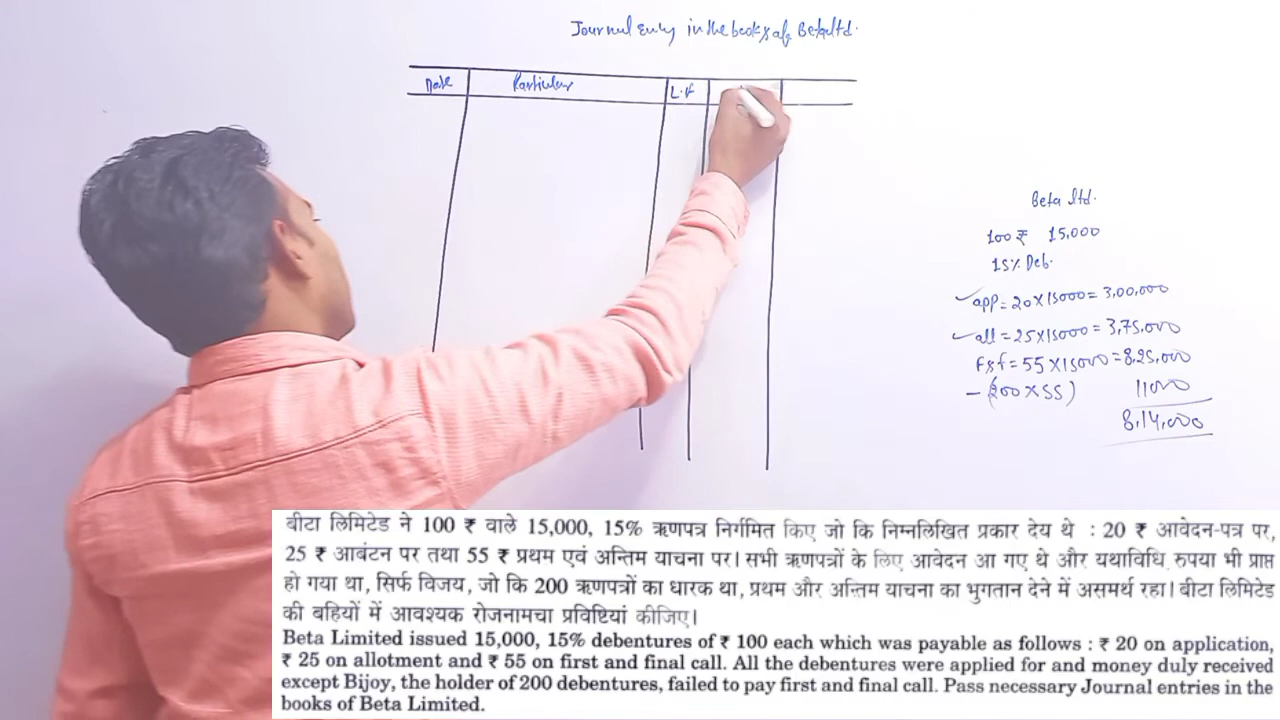 Journal Entry in the books of Beta ltd.
Date Particulars L.F
Beta ltd.
100 ₹ 15,000
15% Deb.
✓app = 20×15000 = 3,00,000
✓all = 25×15000 = 3,75,000
F&f = 55×15000 = 8,25,000
- (200×55) 11000
8,14,000
बीटा लिमिटेड ने 100 ₹ वाले 15,000, 15% ऋणपत्र निर्गमित किए जो कि निम्नलिखित प्रकार देय थे : 20 ₹ आवेदन-पत्र पर,
25 ₹ आबंटन पर तथा 55 ₹ प्रथम एवं अन्तिम याचना पर। सभी ऋणपत्रों के लिए आवेदन आ गए थे और यथाविधि रुपया भी प्राप्त
हो गया था, सिर्फ विजय, जो कि 200 ऋणपत्रों का धारक था, प्रथम और अन्तिम याचना का भुगतान देने में असमर्थ रहा। बीटा लिमिटेड
की बहियों में आवश्यक रोजनामचा प्रविष्टियां कीजिए।
Beta Limited issued 15,000, 15% debentures of ₹ 100 each which was payable as follows : ₹ 20 on application,
₹ 25 on allotment and ₹ 55 on first and final call. All the debentures were applied for and money duly received
except Bijoy, the holder of 200 debentures, failed to pay first and final call. Pass necessary Journal entries in the
books of Beta Limited.